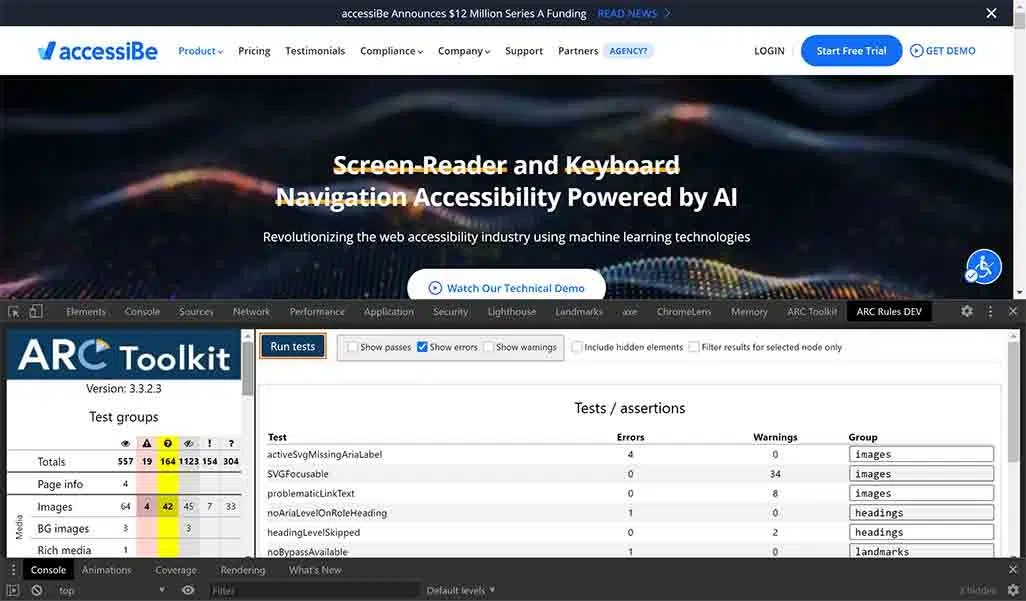 accessiBe Announces $12 Million Series A Funding READ NEWS
accessiBe Product Pricing Testimonials Compliance Company Support Partners AGENCY? LOGIN Start Free Trial GET DEMO
Screen-Reader and Keyboard
Navigation Accessibility Powered by AI
Revolutionizing the web accessibility industry using machine learning technologies
Watch Our Technical Demo
Elements Console Sources Network Performance Application Security Lighthouse Landmarks axe ChromeLens Memory ARC Toolkit ARC Rules DEV
ARC Toolkit
Version: 3.3.2.3
Test groups
! ?
Totals 557 19 164 1123 154 304
Page info 4
Media
Images 64 4 42 45 7 33
BG images 3 3
Rich media 1
Run tests Show passes Show errors Show warnings Include hidden elements Filter results for selected node only
Tests / assertions
Test Errors Warnings Group
activeSvgMissingAriaLabel 4 0 images
SVGFocusable 0 34 images
problematicLinkText 0 8 images
noAriaLevelOnRoleHeading 1 0 headings
headingLevelSkipped 0 2 headings
noBypassAvailable 1 0 landmarks
Console Animations Coverage Rendering What's New
top Filter Default levels hidden